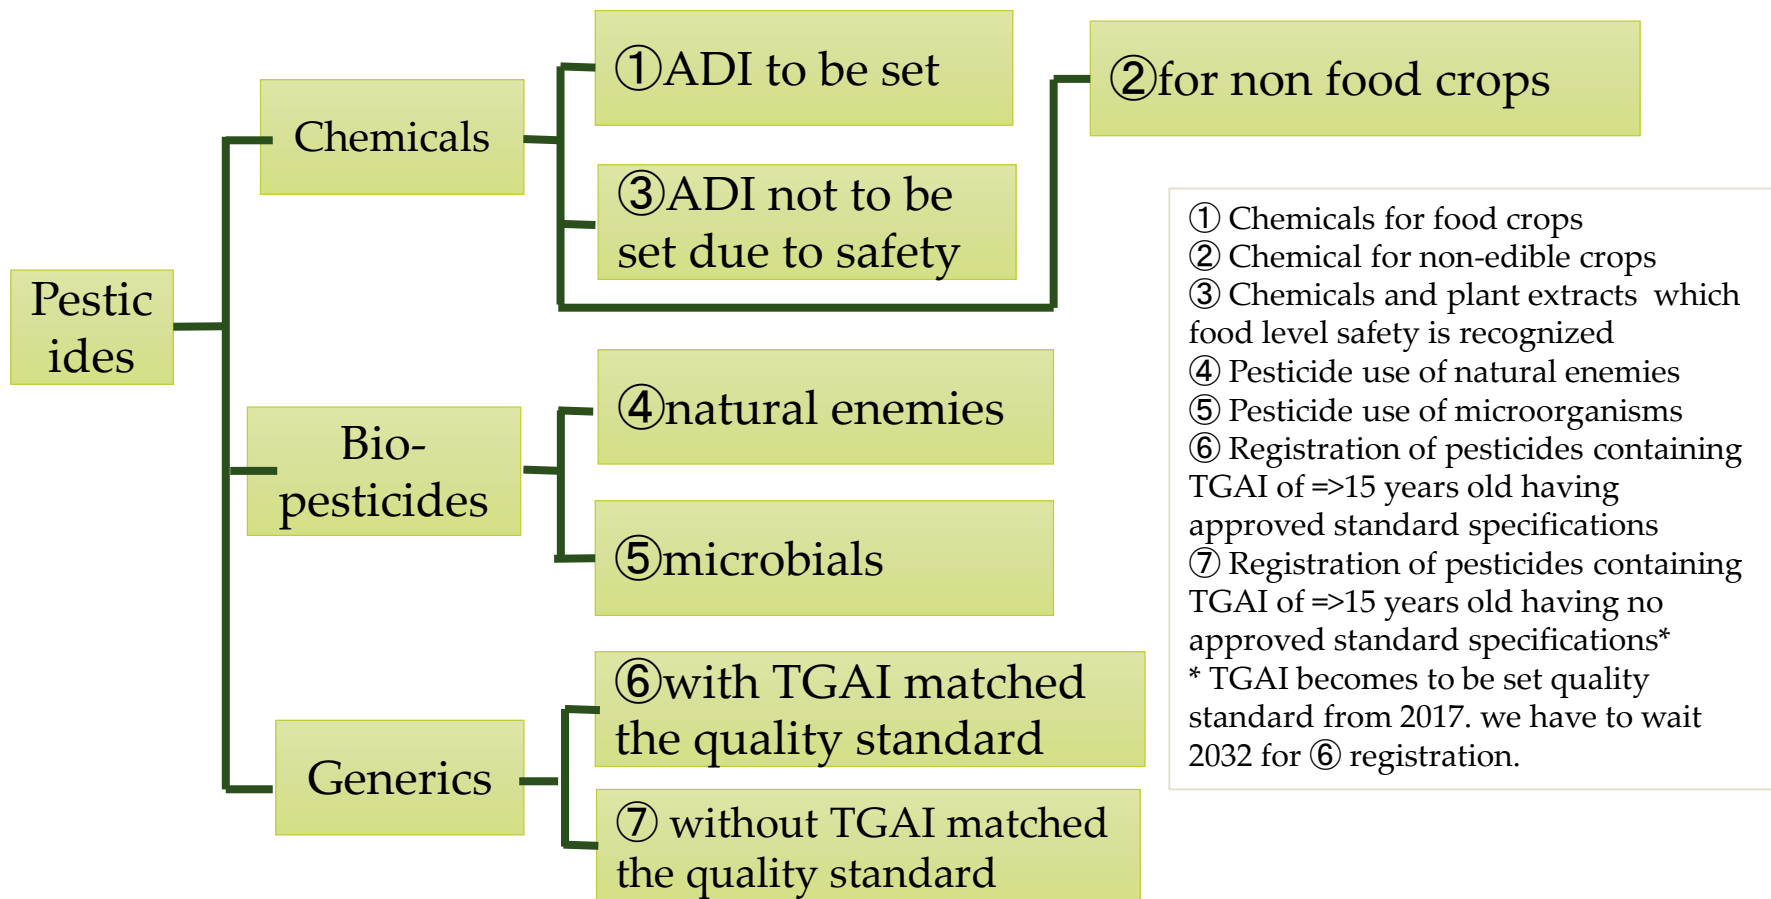 Pestic
ides
Chemicals
①ADI to be set
②for non food crops
③ADI not to be
set due to safety
Bio-
pesticides
④natural enemies
⑤microbials
Generics
⑥with TGAI matched
the quality standard
⑦ without TGAI matched
the quality standard
① Chemicals for food crops
② Chemical for non-edible crops
③ Chemicals and plant extracts  which
food level safety is recognized
④ Pesticide use of natural enemies
⑤ Pesticide use of microorganisms
⑥ Registration of pesticides containing
TGAI of =>15 years old having
approved standard specifications
⑦ Registration of pesticides containing
TGAI of =>15 years old having no
approved standard specifications*
* TGAI becomes to be set quality
standard from 2017. we have to wait
2032 for ⑥ registration.